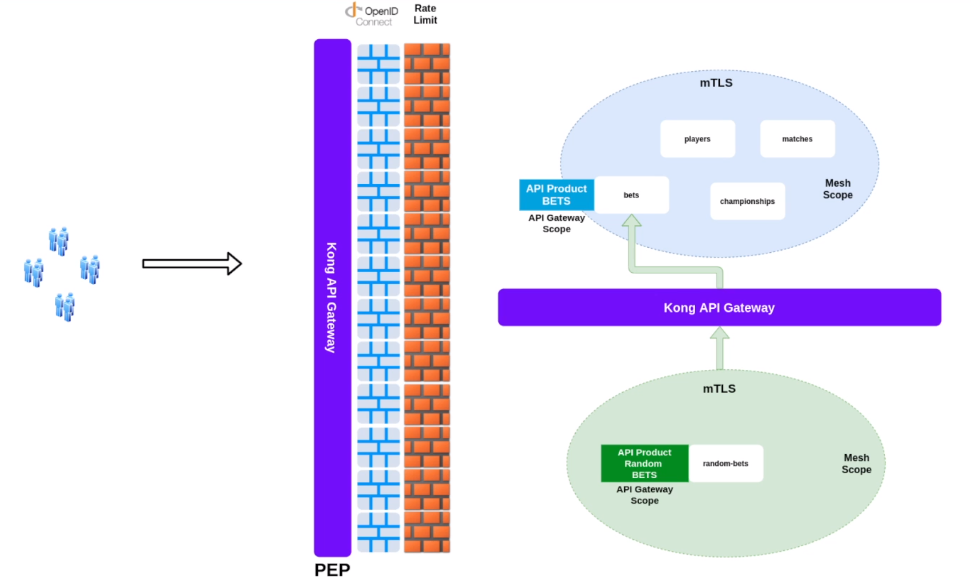 OpenID
Connect
Rate
Limit
Kong API Gateway
PEP
mTLS
players
matches
API Product
BETS
bets
championships
Mesh
Scope
API Gateway
Scope
Kong API Gateway
mTLS
API Product
Random
BETS
random-bets
Mesh
Scope
API Gateway
Scope